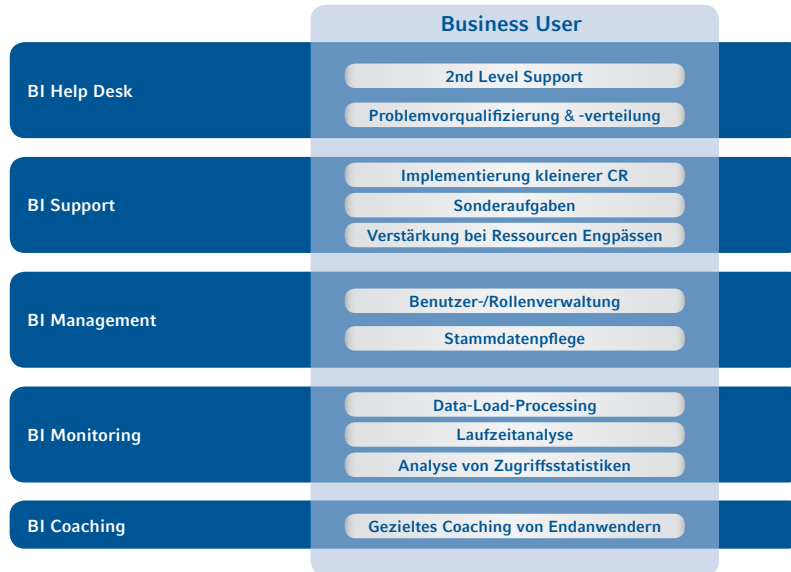 Business User
BI Help Desk
2nd Level Support
Problemvorqualifizierung & -verteilung
BI Support
Implementierung kleinerer CR
Sonderaufgaben
Verstärkung bei Ressourcen Engpässen
BI Management
Benutzer-/Rollenverwaltung
Stammdatenpflege
BI Monitoring
Data-Load-Processing
Laufzeitanalyse
Analyse von Zugriffsstatistiken
BI Coaching
Gezieltes Coaching von Endanwendern